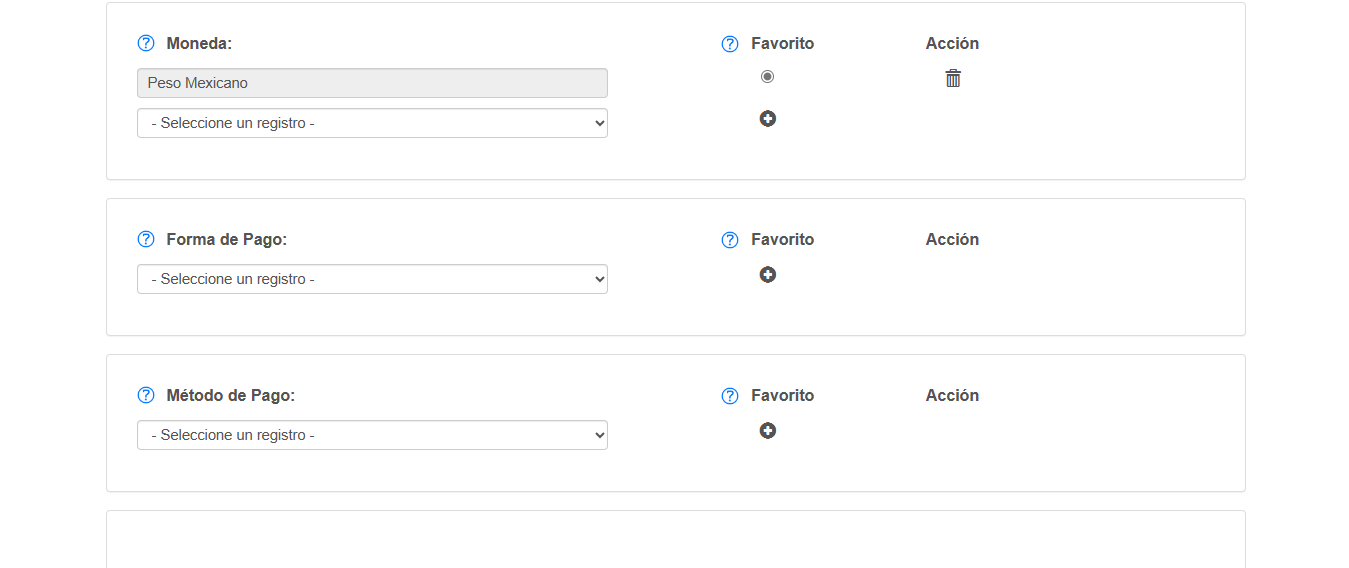 Moneda: Favorito Acción
Peso Mexicano
- Seleccione un registro -
Forma de Pago: Favorito Acción
- Seleccione un registro -
Método de Pago: Favorito Acción
- Seleccione un registro -